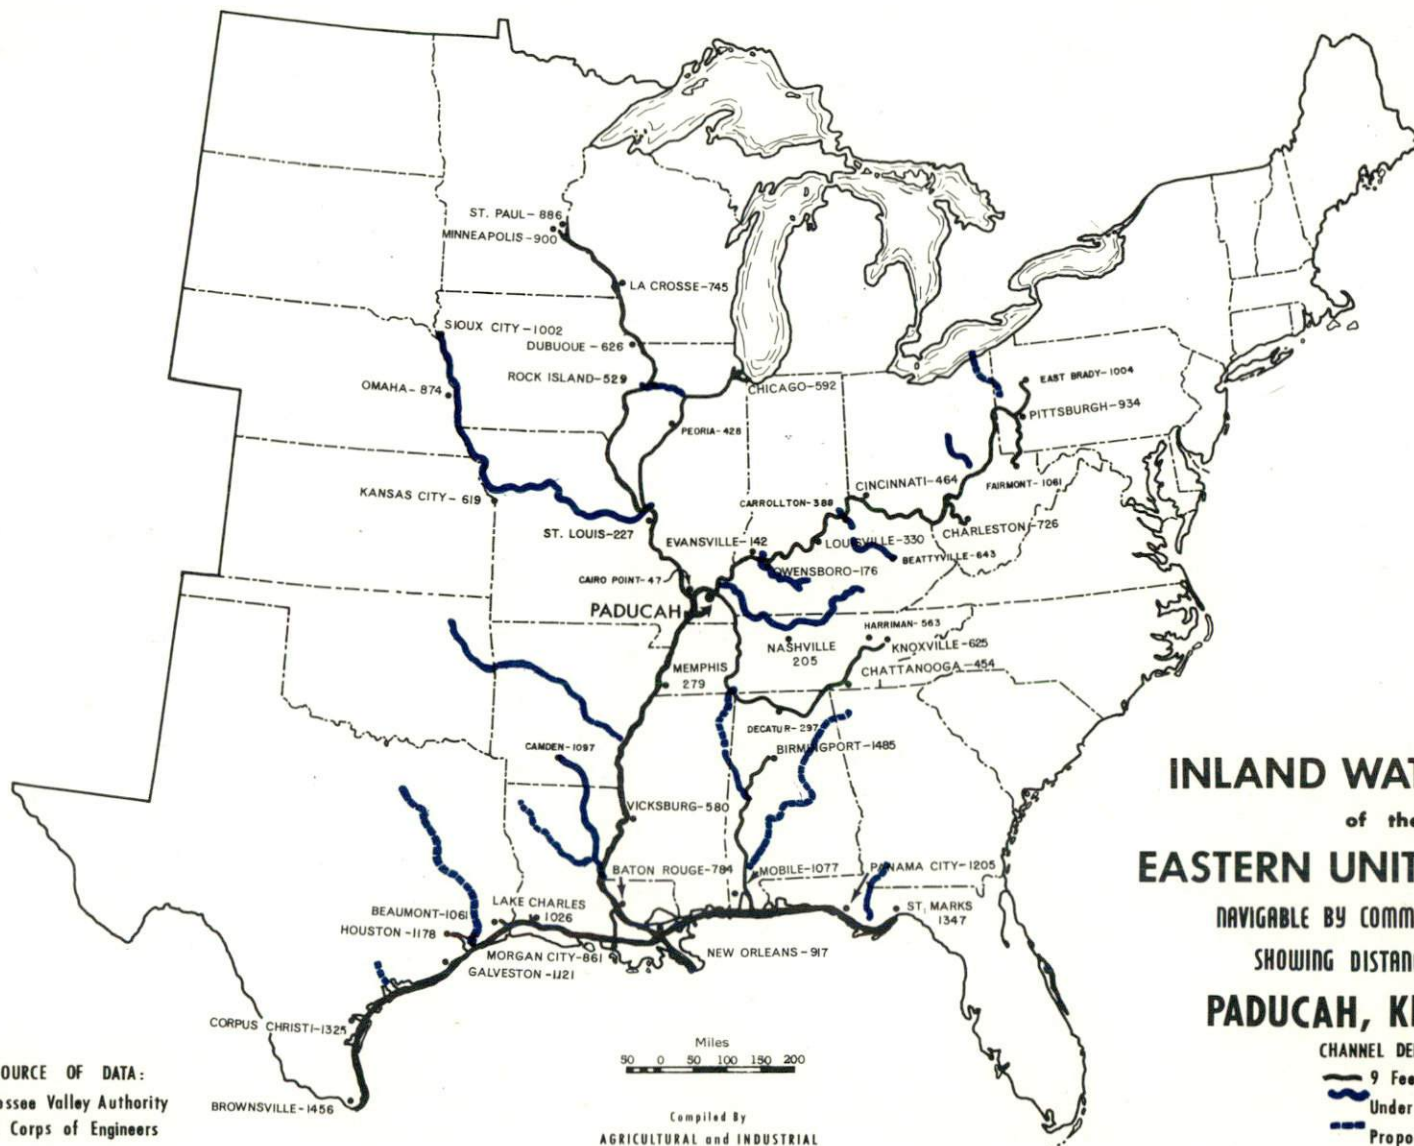 ST. PAUL-886
MINNEAPOLIS-900
LA CROSSE-745
SIOUX CITY-1002
DUBUQUE-626
ROCK ISLAND-529
CHICAGO-592
OMAHA-874
EAST BRADY-1004
PITTSBURGH-934
PEORIA-428
KANSAS CITY-619
CINCINNATI-464
FAIRMONT-1061
CARROLLTON-388
ST. LOUIS-227
EVANSVILLE-142
LOUISVILLE-330
CHARLESTON-726
BEATTYVILLE-643
OWENSBORO-176
CAIRO POINT-47
PADUCAH
HARRIMAN-563
NASHVILLE
205
KNOXVILLE-625
MEMPHIS
279
CHATTANOOGA-454
DECATUR-297
CAMDEN-1097
BIRMINGPORT-1485
VICKSBURG-580
BATON ROUGE-784
MOBILE-1077
PANAMA CITY-1205
LAKE CHARLES
1026
BEAUMONT-1061
HOUSTON-1178
ST. MARKS
1347
MORGAN CITY-861
NEW ORLEANS-917
GALVESTON-1121
CORPUS CHRISTI-1325
BROWNSVILLE-1456
INLAND WAT
of the
EASTERN UNIT
NAVIGABLE BY COMM
SHOWING DISTAN
PADUCAH, KE
CHANNEL DE
9 Fee
Under
Propo
Miles
50 0 50 100 150 200
Compiled By
AGRICULTURAL and INDUSTRIAL
OURCE OF DATA:
essee Valley Authority
Corps of Engineers